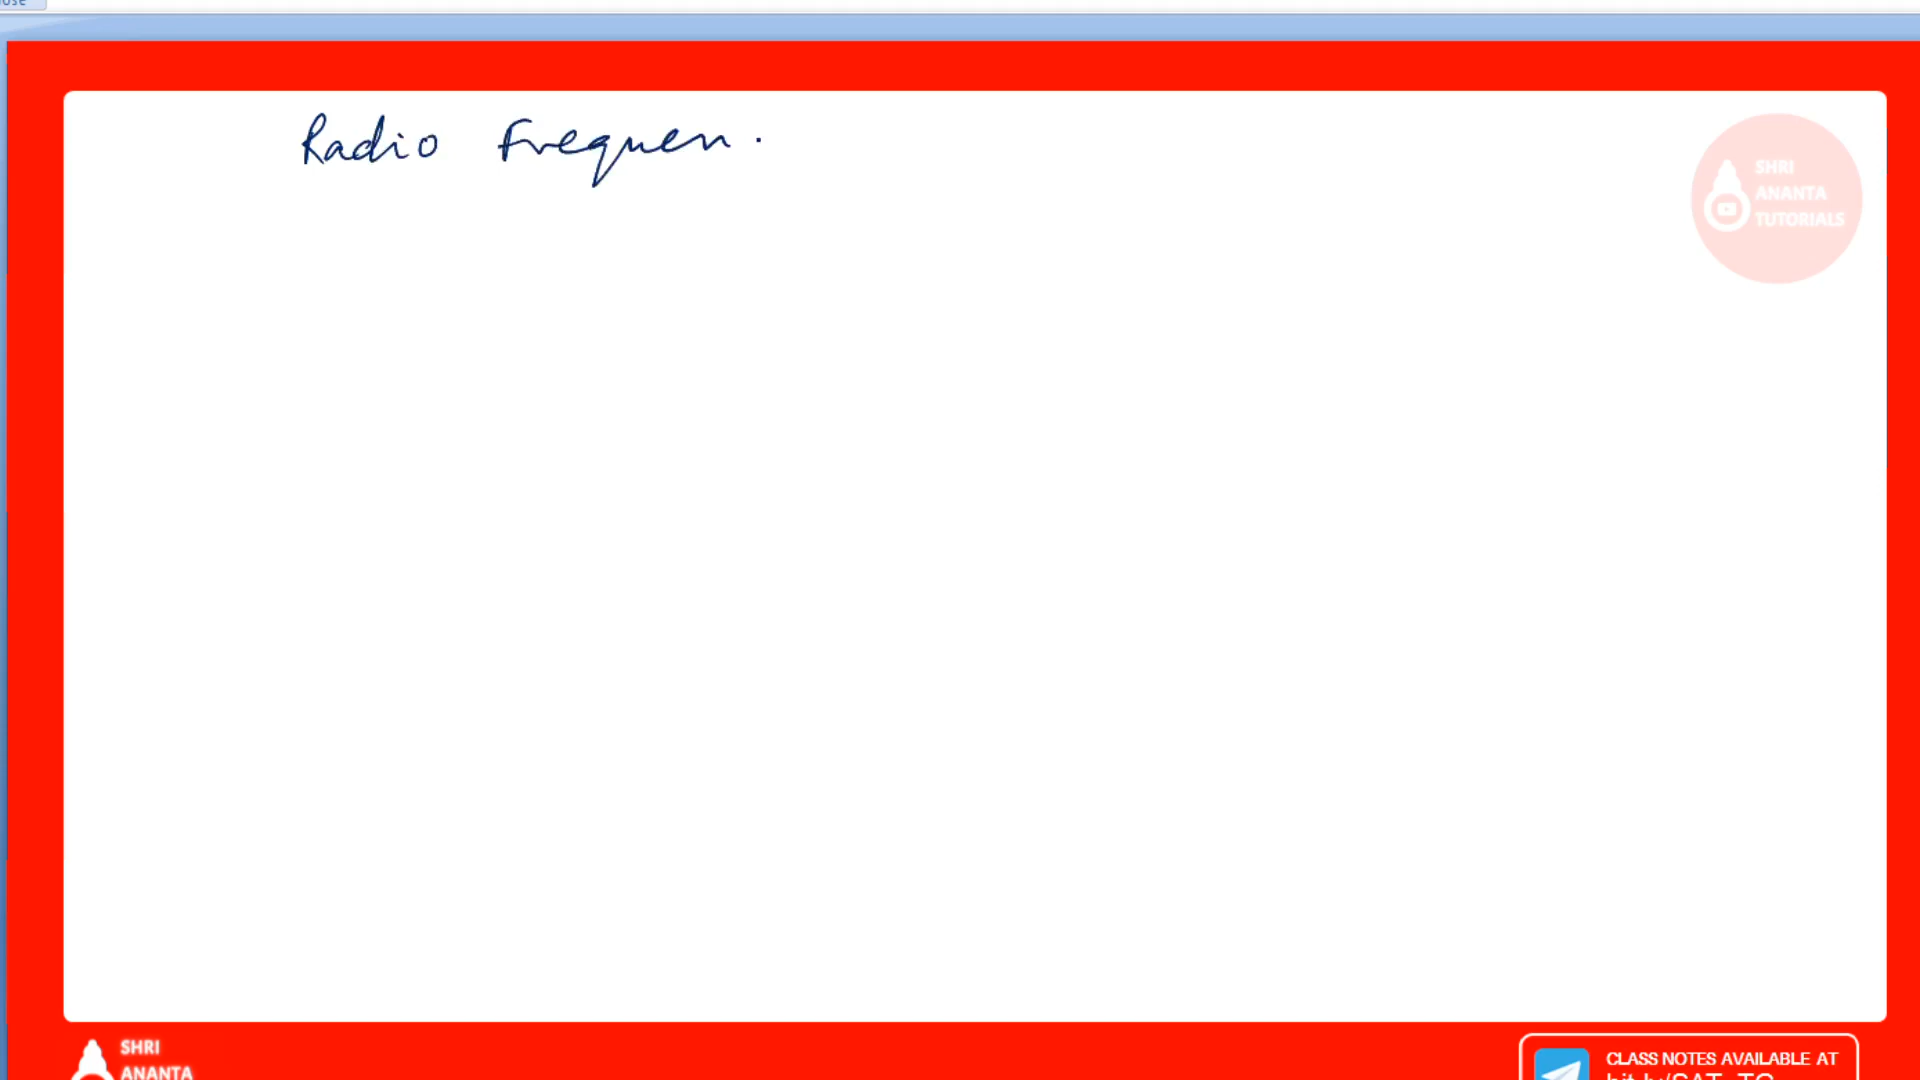 Radio Frequen.
SHRI
ANANTA
TUTORIALS
SHRI
ANANTA
CLASS NOTES AVAILABLE AT